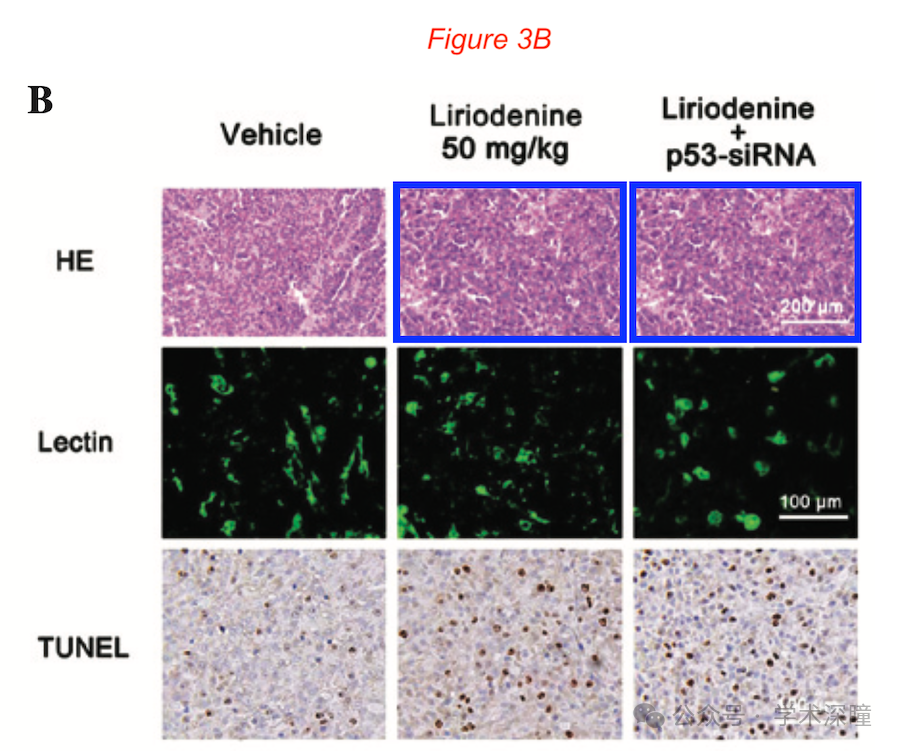 Figure 3B
B
Vehicle
Liriodenine
50 mg/kg
Liriodenine
+
p53-siRNA
HE
200 μm
Lectin
100 μm
TUNEL
公众号 学术深瞳